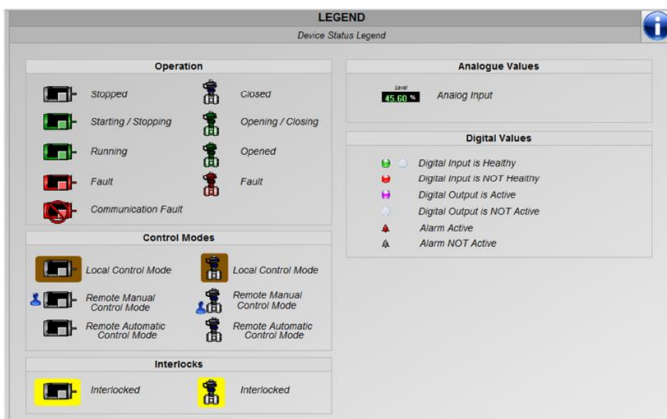 LEGEND
Device Status Legend
Operation
Stopped
Closed
Starting / Stopping
Opening / Closing
Running
Opened
Fault
Fault
Communication Fault
Control Modes
Local Control Mode
Local Control Mode
Remote Manual
Control Mode
Remote Manual
Control Mode
Remote Automatic
Control Mode
Remote Automatic
Control Mode
Interlocks
Interlocked
Interlocked
Analogue Values
Level
45.60 %
Analog Input
Digital Values
Digital Input is Healthy
Digital Input is NOT Healthy
Digital Output is Active
Digital Output is NOT Active
Alarm Active
Alarm NOT Active
i